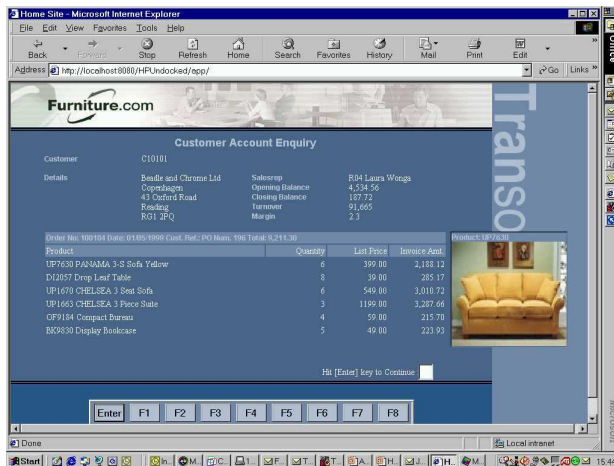 Home Site - Microsoft Internet Explorer
File Edit View Favorites Tools Help
Back Forward Stop Refresh Home Search Favorites History Mail Print Edit
Address http://localhost:8080/HPUndocked/app/ Go Links »
Furniture.com
Transo
Customer Account Enquiry
Customer C10101
Details Beadle and Chrome Ltd Salesrep R04 Laura Wonga
Copenhagen Opening Balance 4,534.56
43 Oxford Road Closing Balance 187.72
Reading Turnover 91,665
RG1 2PQ Margin 2.3
Order No: 100104 Date: 01/05/1999 Cust. Ref.: PO Num. 196 Total: 9,211.30 Product: UP7630
Product Quantity List Price Invoice Amt.
UP7630 PANAMA 3-S Sofa Yellow 6 399.00 2,188.12
DI2057 Drop Leaf Table 8 39.00 285.17
UP1670 CHELSEA 3 Seat Sofa 6 549.00 3,010.72
UP1663 CHELSEA 3 Piece Suite 3 1199.00 3,287.66
OF9184 Compact Bureau 4 59.00 215.70
BK9830 Display Bookcase 5 49.00 223.93
Hit [Enter] key to Continue
Enter F1 F2 F3 F4 F5 F6 F7 F8
Done Local intranet
Start
Office
Microsoft